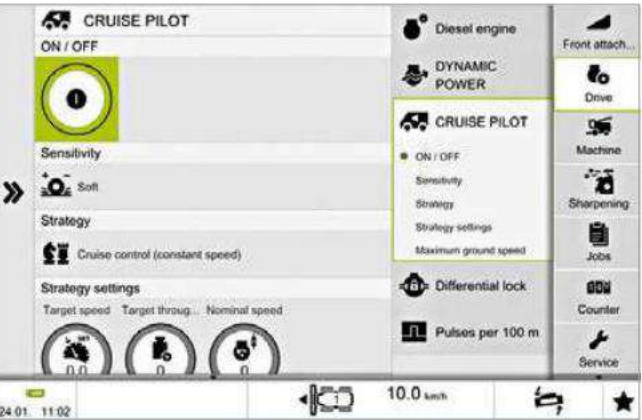 CRUISE PILOT
ON / OFF
Sensitivity
Soft
Strategy
Cruise control (constant speed)
Strategy settings
Target speed Target throug... Nominal speed
SET
0.0 0 0
Diesel engine
DYNAMIC
POWER
CRUISE PILOT
ON / OFF
Sensitivity
Strategy
Strategy settings
Maximum ground speed
Differential lock
Pulses per 100 m
Front attach...
Drive
Machine
Sharpening
Jobs
Counter
Service
24.01. 11:02
1
10.0 km/h